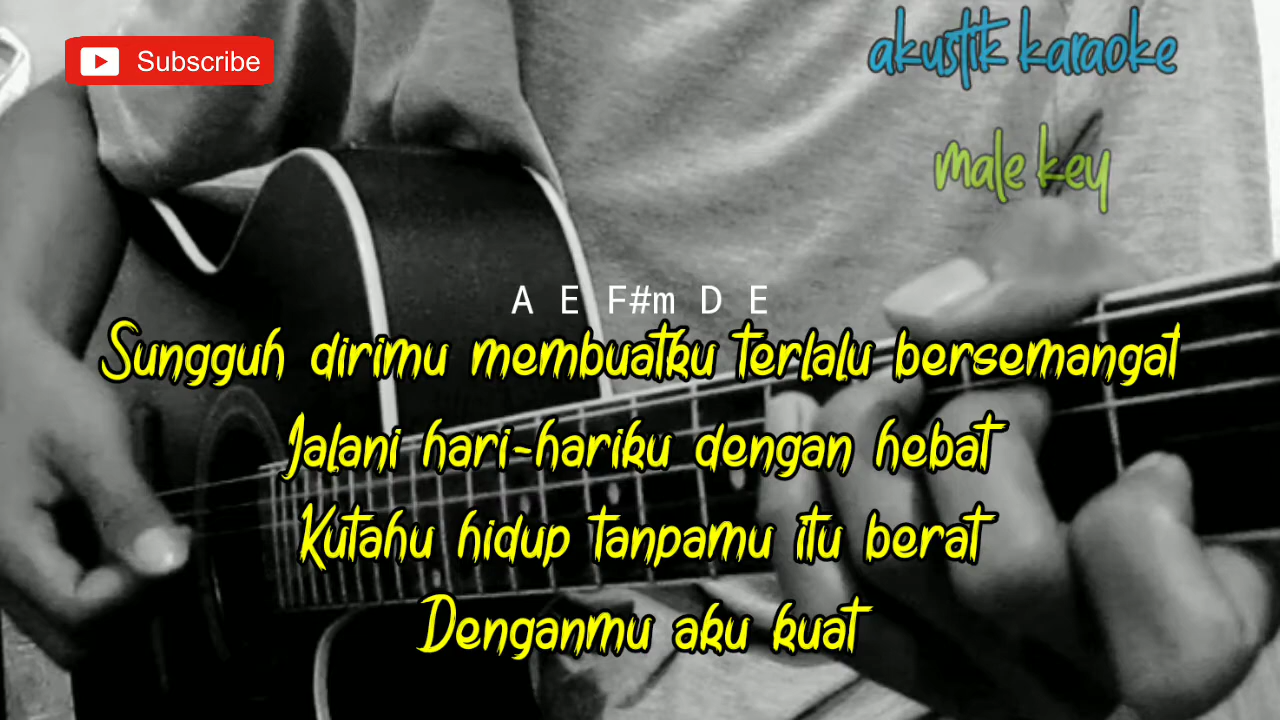 Subscribe
akustik karaoke
male key
A E F#m D E
Sungguh dirimu membuatku terlalu bersemangat
Jalani hari-hariku dengan hebat
Kutahu hidup tanpamu itu berat
Denganmu aku kuat